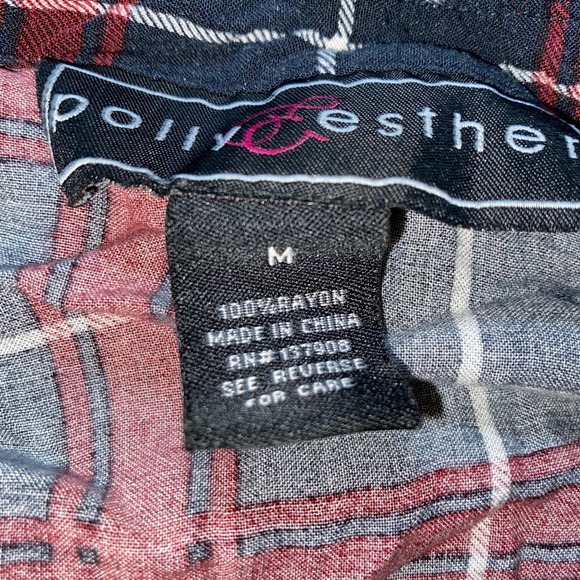 polly & esther
M
100% RAYON
MADE IN CHINA
RN# 137908
SEE REVERSE
FOR CARE